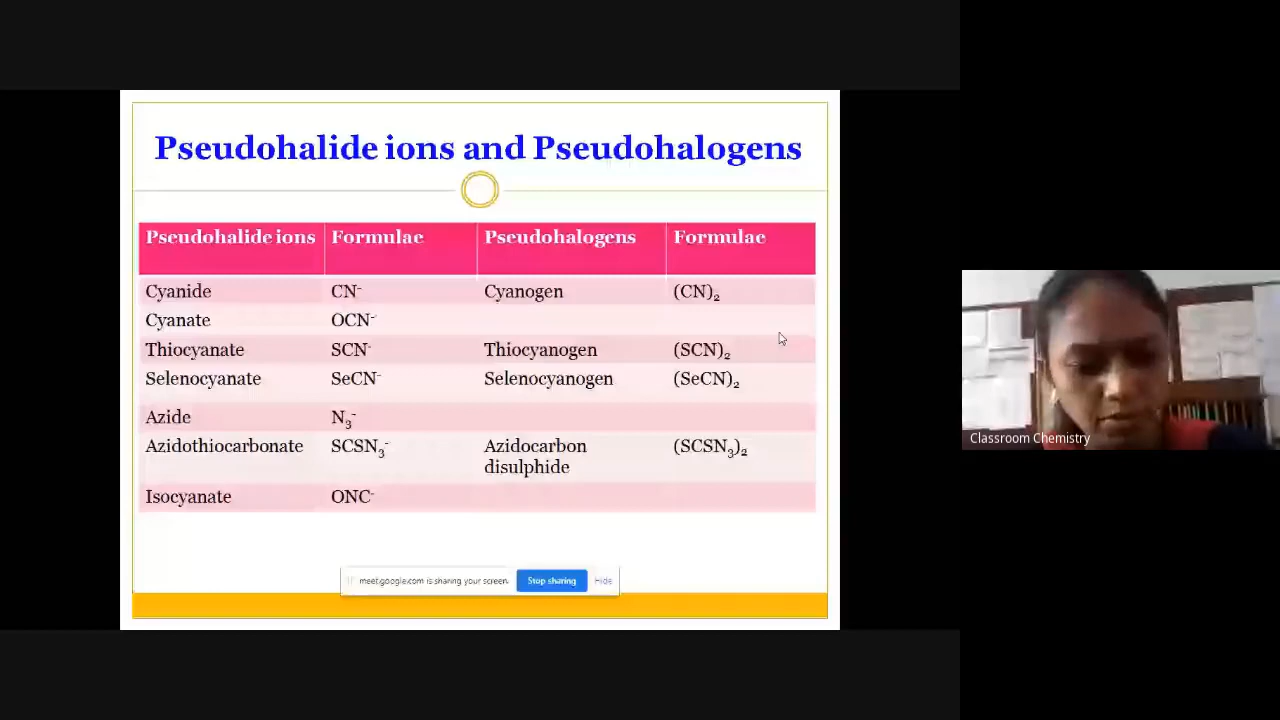 Pseudohalide ions and Pseudohalogens
Pseudohalide ions Formulae Pseudohalogens Formulae
Cyanide CN⁻ Cyanogen (CN)₂
Cyanate OCN⁻
Thiocyanate SCN⁻ Thiocyanogen (SCN)₂
Selenocyanate SeCN⁻ Selenocyanogen (SeCN)₂
Azide N₃⁻
Azidothiocarbonate SCSN₃⁻ Azidocarbon (SCSN₃)₂
disulphide
Isocyanate ONC⁻
meet.google.com is sharing your screen. Stop sharing Hide
Classroom Chemistry